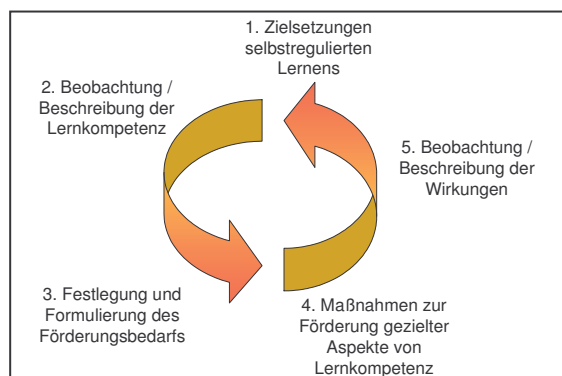 1. Zielsetzungen
selbstregulierten
Lernens
2. Beobachtung /
Beschreibung der
Lernkompetenz
3. Festlegung und
Formulierung des
Förderungsbedarfs
4. Maßnahmen zur
Förderung gezielter
Aspekte von
Lernkompetenz
5. Beobachtung /
Beschreibung der
Wirkungen